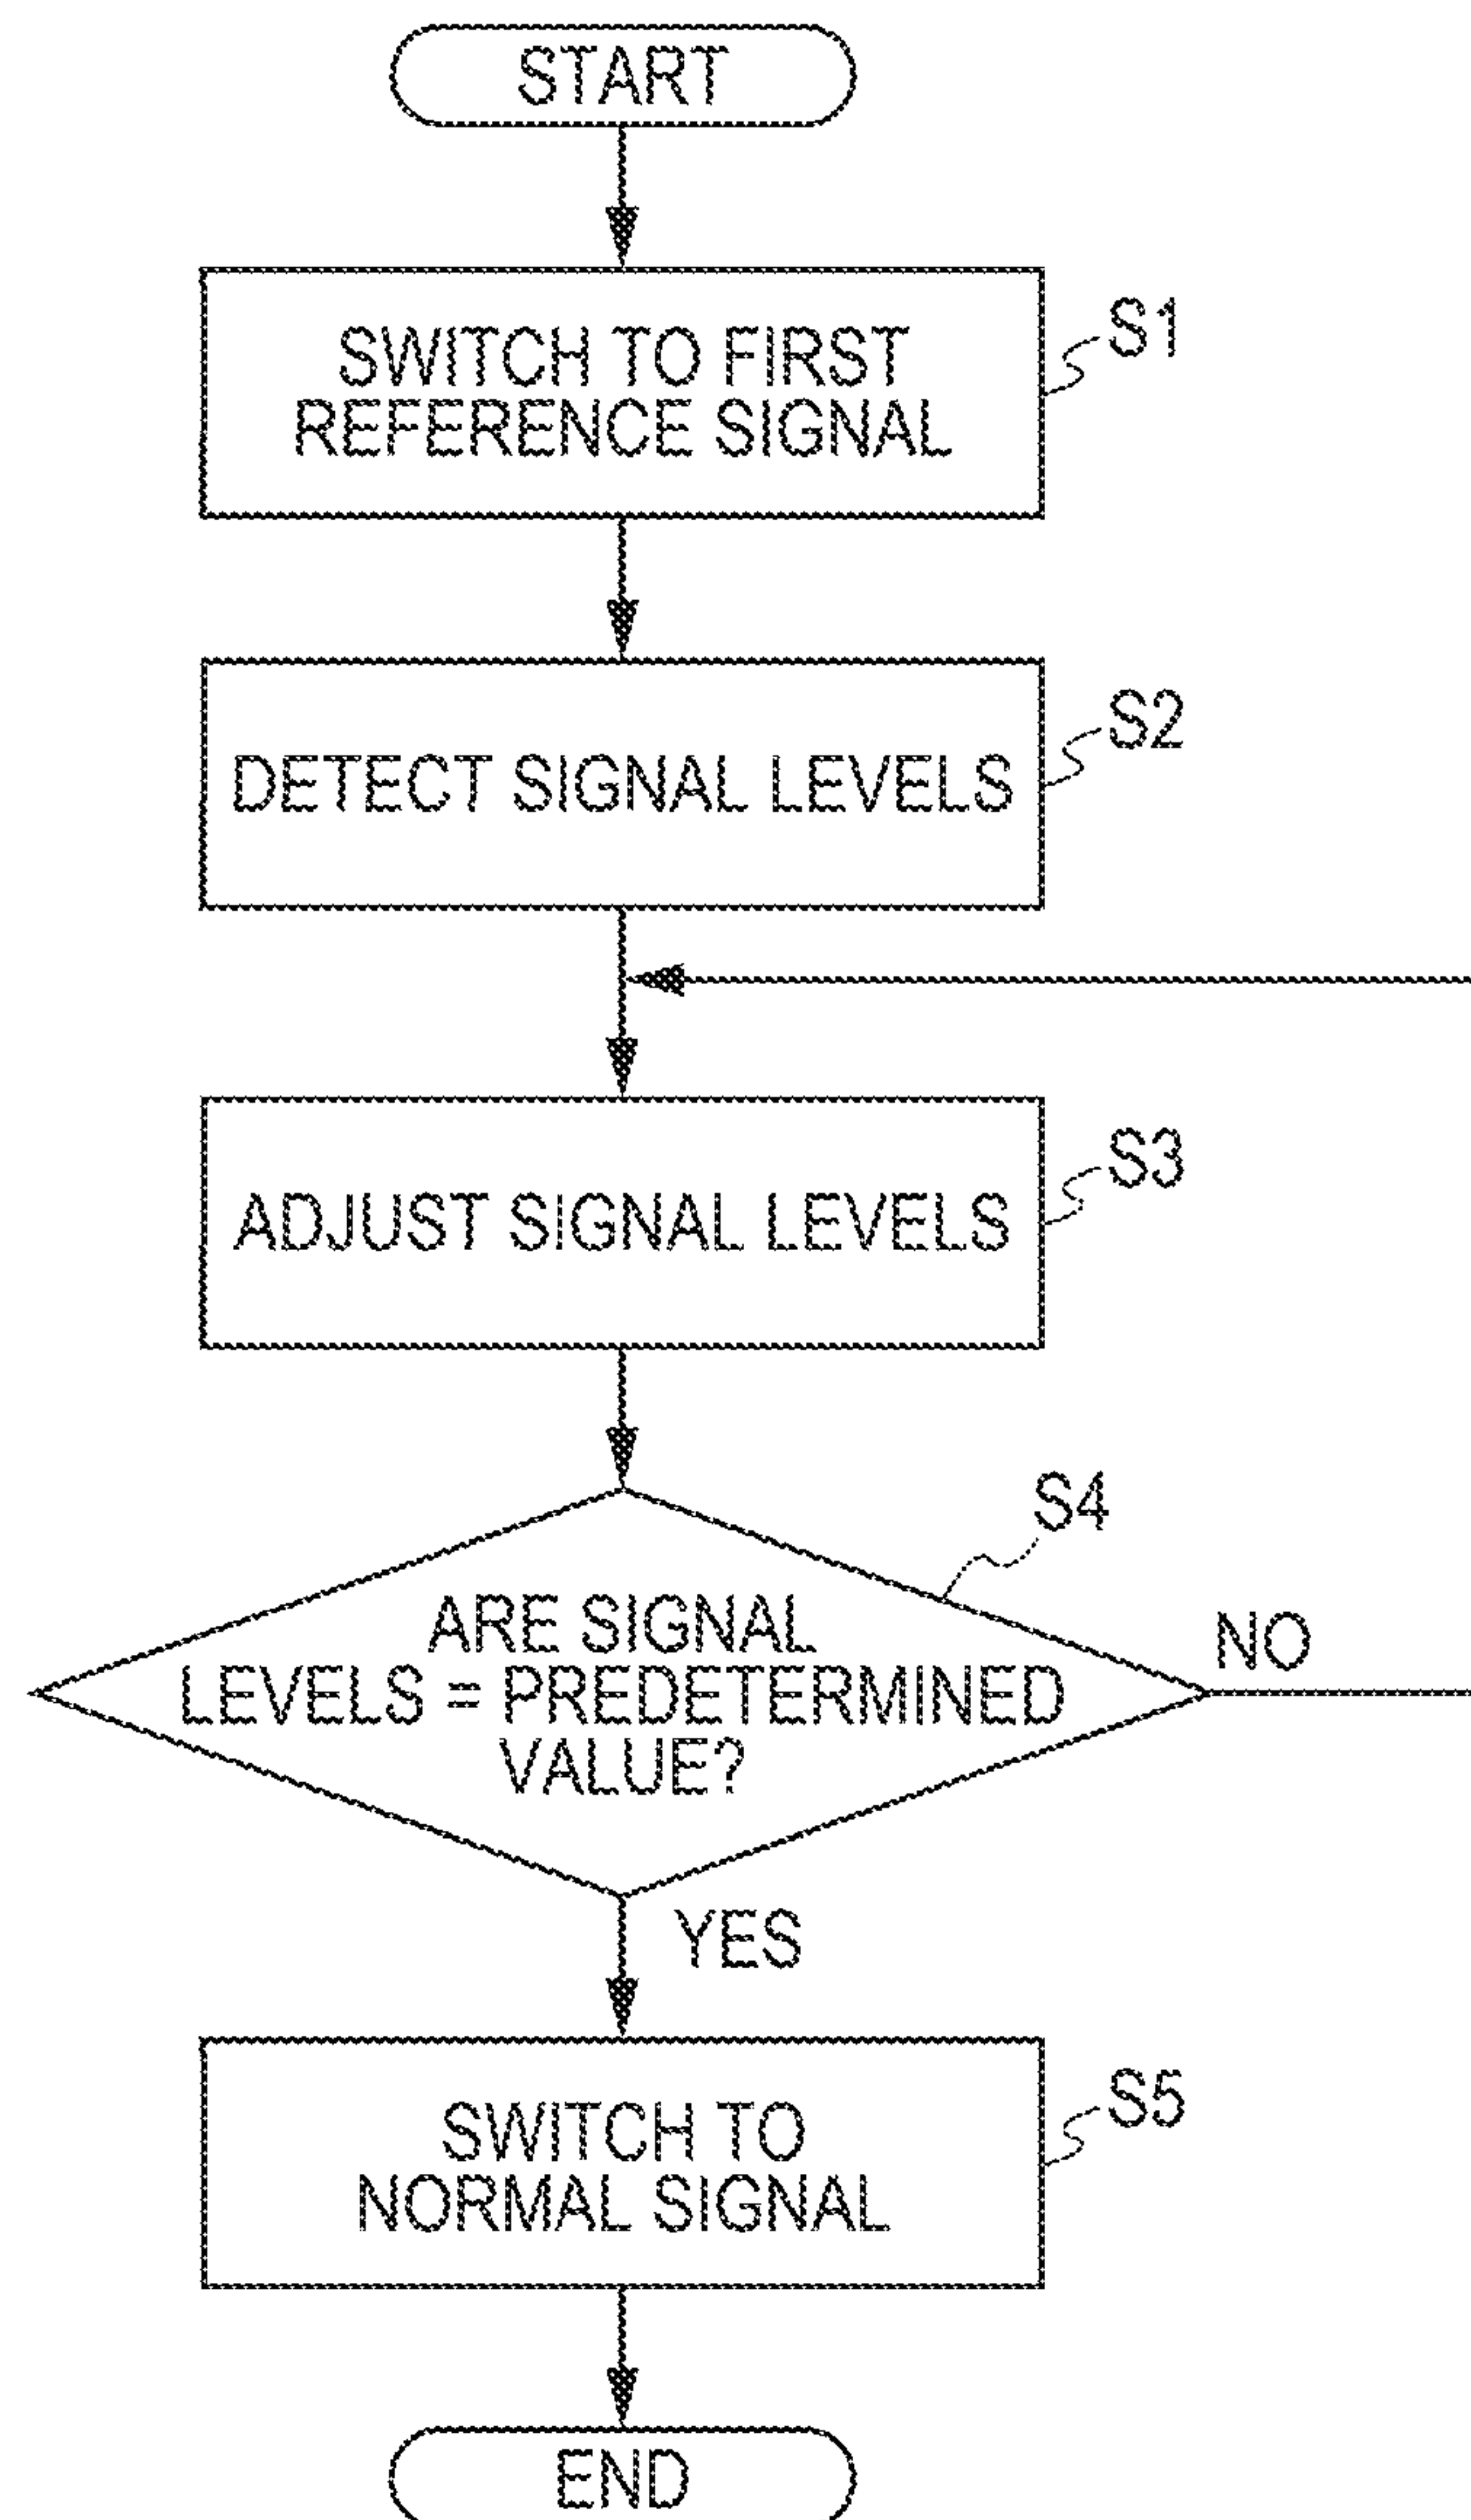 START
SWITCH TO FIRST
REFERENCE SIGNAL
S1
DETECT SIGNAL LEVELS
S2
ADJUST SIGNAL LEVELS
S3
S4
ARE SIGNAL
LEVELS = PREDETERMINED
VALUE?
NO
YES
SWITCH TO
NORMAL SIGNAL
S5
END